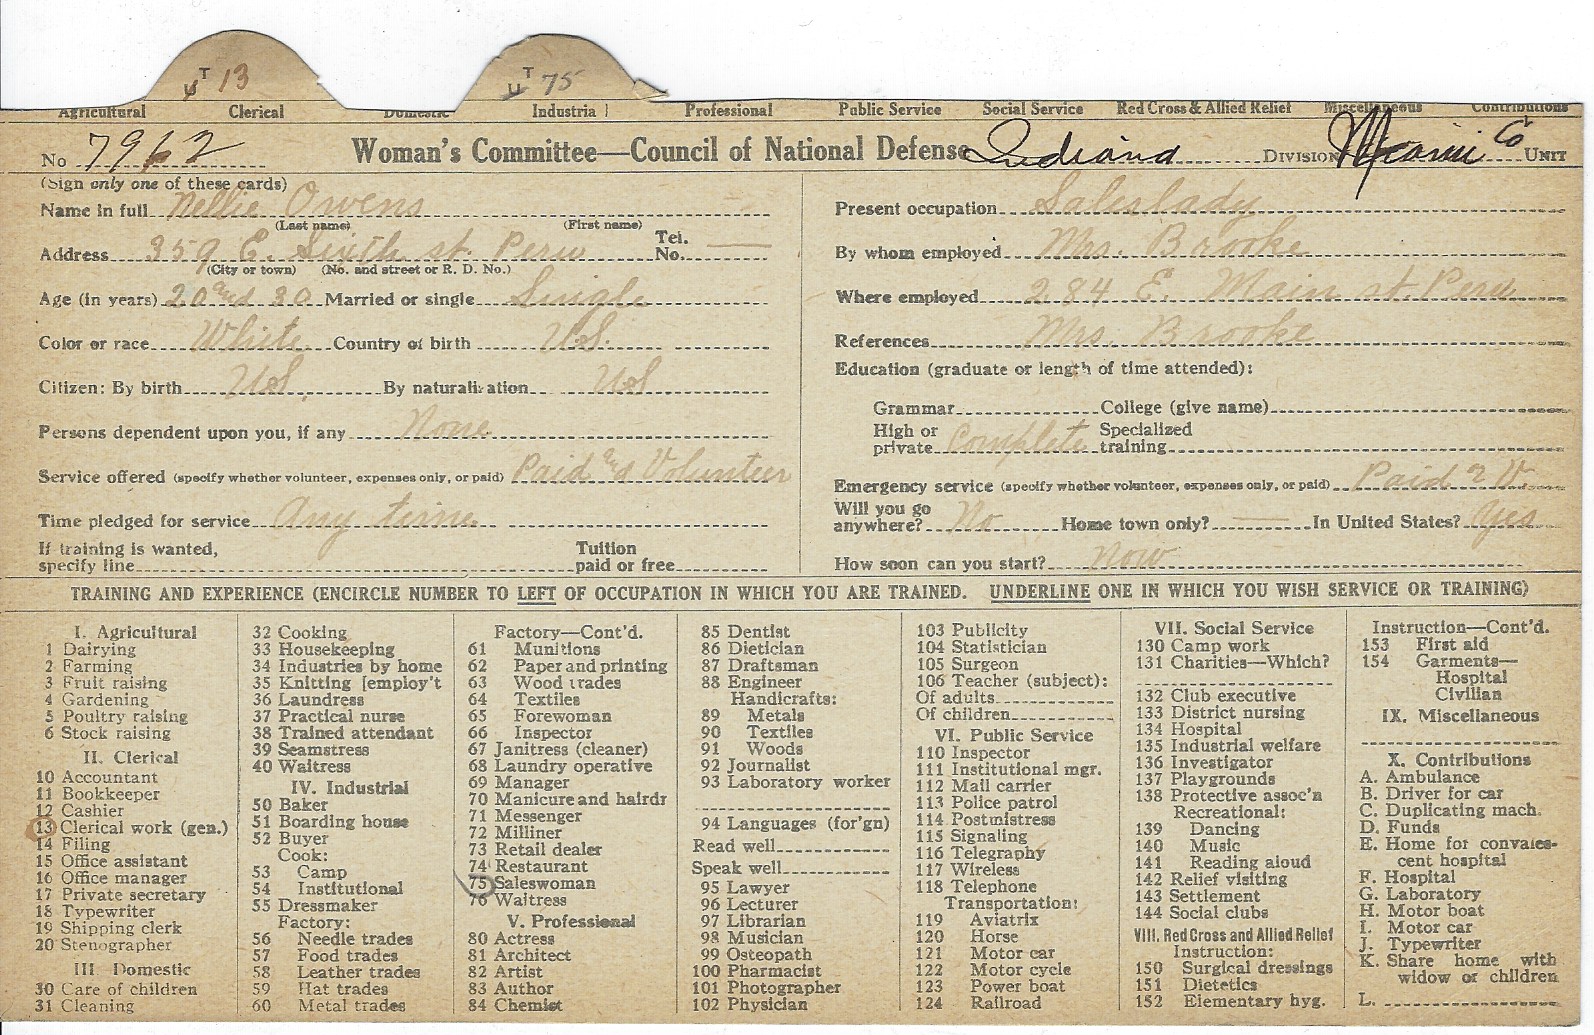 UT 13 UT 75
Agricultural Clerical Domestic Industrial Professional Public Service Social Service Red Cross & Allied Relief Miscellaneous Contributions
No 7962 Woman's Committee—Council of National Defense Indiana DIVISION Miami Co UNIT
(Sign only one of these cards)
Name in full Nellie Owens
(Last name) (First name)
Address 359 E. Sixth st. Peru Tel. No.
(City or town) (No. and street or R. D. No.)
Age (in years) 20 and 30 Married or single Single
Color or race White Country of birth U.S.
Citizen: By birth U.S. By naturalization U.S
Persons dependent upon you, if any None
Service offered (specify whether volunteer, expenses only, or paid) Paid and Volunteer
Time pledged for service Any time
If training is wanted, specify line Tuition paid or free
Present occupation Saleslady
By whom employed Mrs. Brooke
Where employed 284 E. Main st. Peru
References Mrs. Brooke
Education (graduate or length of time attended):
Grammar College (give name)
High or private Complete Specialized training
Emergency service (specify whether volunteer, expenses only, or paid) Paid & V.
Will you go anywhere? No Home town only? In United States? Yes
How soon can you start? Now
TRAINING AND EXPERIENCE (ENCIRCLE NUMBER TO LEFT OF OCCUPATION IN WHICH YOU ARE TRAINED. UNDERLINE ONE IN WHICH YOU WISH SERVICE OR TRAINING)
I. Agricultural
1 Dairying
2 Farming
3 Fruit raising
4 Gardening
5 Poultry raising
6 Stock raising
II. Clerical
10 Accountant
11 Bookkeeper
12 Cashier
13 Clerical work (gen.)
14 Filing
15 Office assistant
16 Office manager
17 Private secretary
18 Typewriter
19 Shipping clerk
20 Stenographer
III Domestic
30 Care of children
31 Cleaning
32 Cooking
33 Housekeeping
34 Industries by home
35 Knitting [employ't
36 Laundress
37 Practical nurse
38 Trained attendant
39 Seamstress
40 Waitress
IV. Industrial
50 Baker
51 Boarding house
52 Buyer
Cook:
53 Camp
54 Institutional
55 Dressmaker
Factory:
56 Needle trades
57 Food trades
58 Leather trades
59 Hat trades
60 Metal trades
Factory—Cont'd.
61 Munitions
62 Paper and printing
63 Wood trades
64 Textiles
65 Forewoman
66 Inspector
67 Janitress (cleaner)
68 Laundry operative
69 Manager
70 Manicure and hairdr
71 Messenger
72 Milliner
73 Retail dealer
74 Restaurant
75 Saleswoman
76 Waitress
V. Professional
80 Actress
81 Architect
82 Artist
83 Author
84 Chemist
85 Dentist
86 Dietician
87 Draftsman
88 Engineer
Handicrafts:
89 Metals
90 Textiles
91 Woods
92 Journalist
93 Laboratory worker
94 Languages (for'gn)
Read well
Speak well
95 Lawyer
96 Lecturer
97 Librarian
98 Musician
99 Osteopath
100 Pharmacist
101 Photographer
102 Physician
103 Publicity
104 Statistician
105 Surgeon
106 Teacher (subject):
Of adults
Of children
VI. Public Service
110 Inspector
111 Institutional mgr.
112 Mail carrier
113 Police patrol
114 Postmistress
115 Signaling
116 Telegraphy
117 Wireless
118 Telephone
Transportation:
119 Aviatrix
120 Horse
121 Motor car
122 Motor cycle
123 Power boat
124 Railroad
VII. Social Service
130 Camp work
131 Charities—Which?
132 Club executive
133 District nursing
134 Hospital
135 Industrial welfare
136 Investigator
137 Playgrounds
138 Protective assoc'n
Recreational:
139 Dancing
140 Music
141 Reading aloud
142 Relief visiting
143 Settlement
144 Social clubs
VIII. Red Cross and Allied Relief
Instruction:
150 Surgical dressings
151 Dietetics
152 Elementary hyg.
Instruction—Cont'd.
153 First aid
154 Garments—
Hospital
Civilian
IX. Miscellaneous
X. Contributions
A. Ambulance
B. Driver for car
C. Duplicating mach.
D. Funds
E. Home for convales-
cent hospital
F. Hospital
G. Laboratory
H. Motor boat
I. Motor car
J. Typewriter
K. Share home with
widow or children
L.